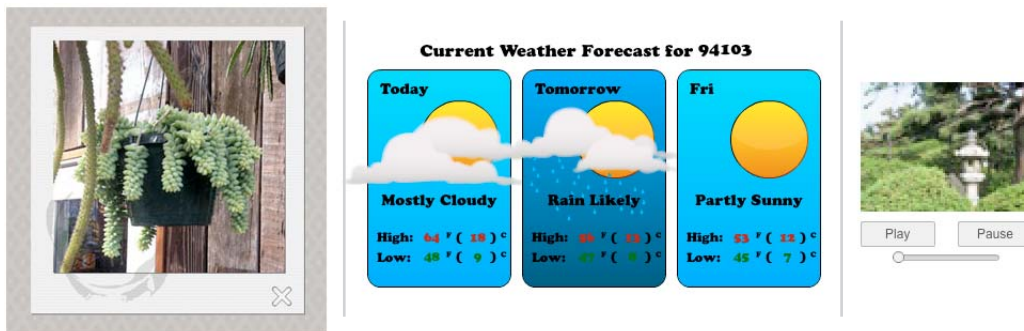 Current Weather Forecast for 94103
Today
Mostly Cloudy
High: 64 F ( 18 ) C
Low: 48 F ( 9 ) C
Tomorrow
Rain Likely
High: F ( ) C
Low: F ( ) C
Fri
Partly Sunny
High: 53 F ( 12 ) C
Low: 45 F ( 7 ) C
Play
Pause